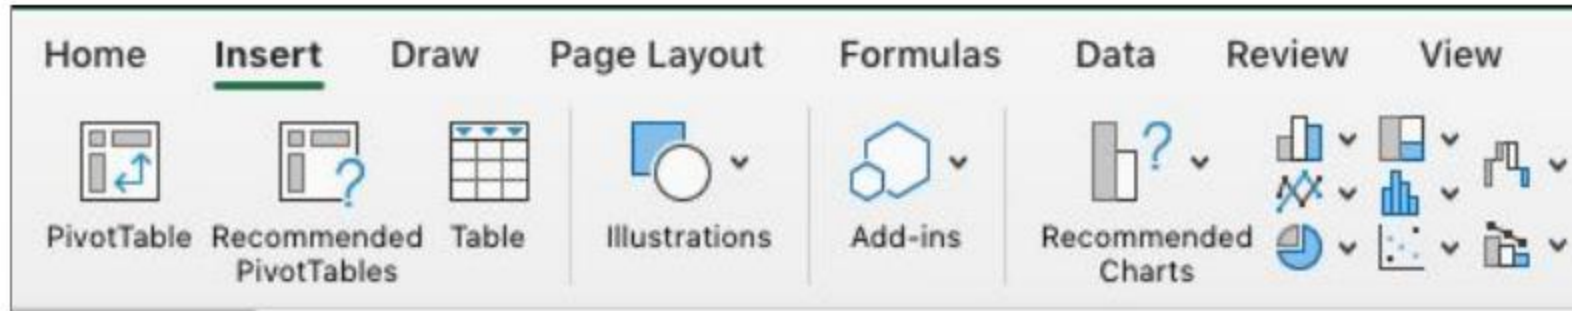 Home Insert Draw Page Layout Formulas Data Review View
PivotTable Recommended PivotTables Table Illustrations Add-ins Recommended Charts